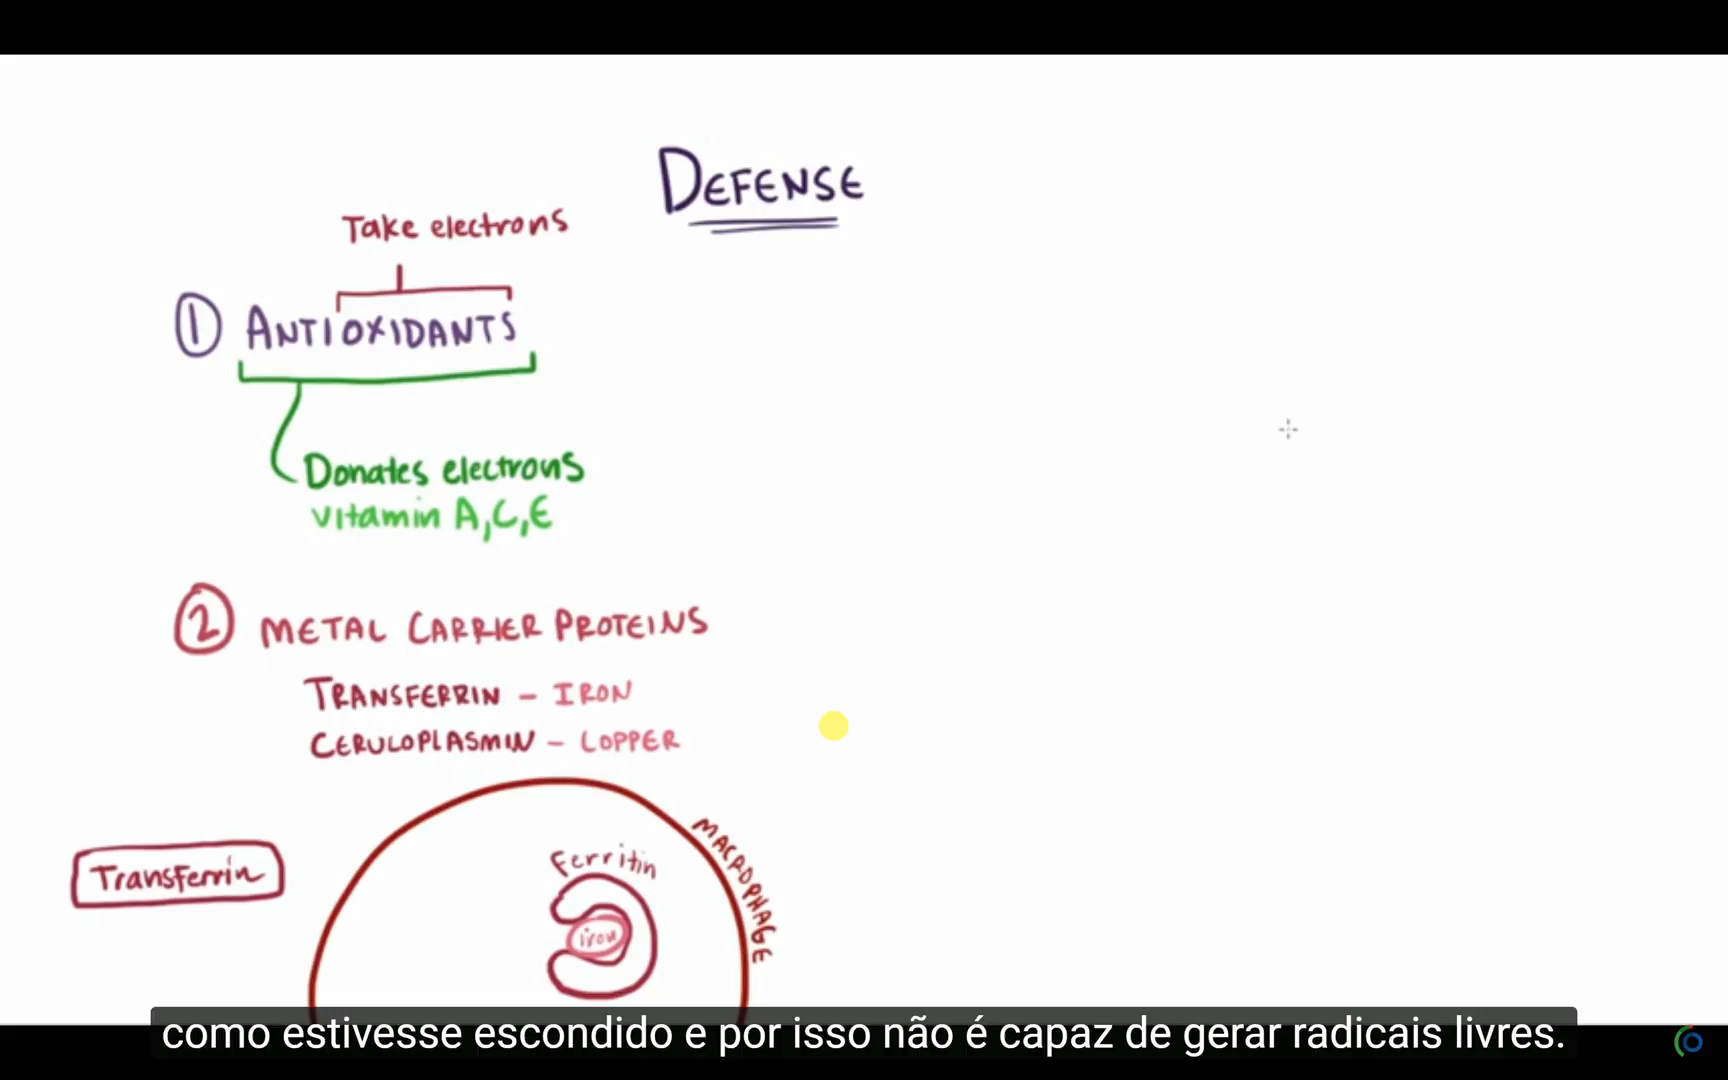 DEFENSE
Take electrons
1 ANTIOXIDANTS
Donates electrons
vitamin A, C, E
2 METAL CARRIER PROTEINS
TRANSFERRIN - IRON
CERULOPLASMIN - COPPER
MACROPHAGE
Ferritin
Transferrin
iron
como estivesse escondido e por isso não é capaz de gerar radicais livres.